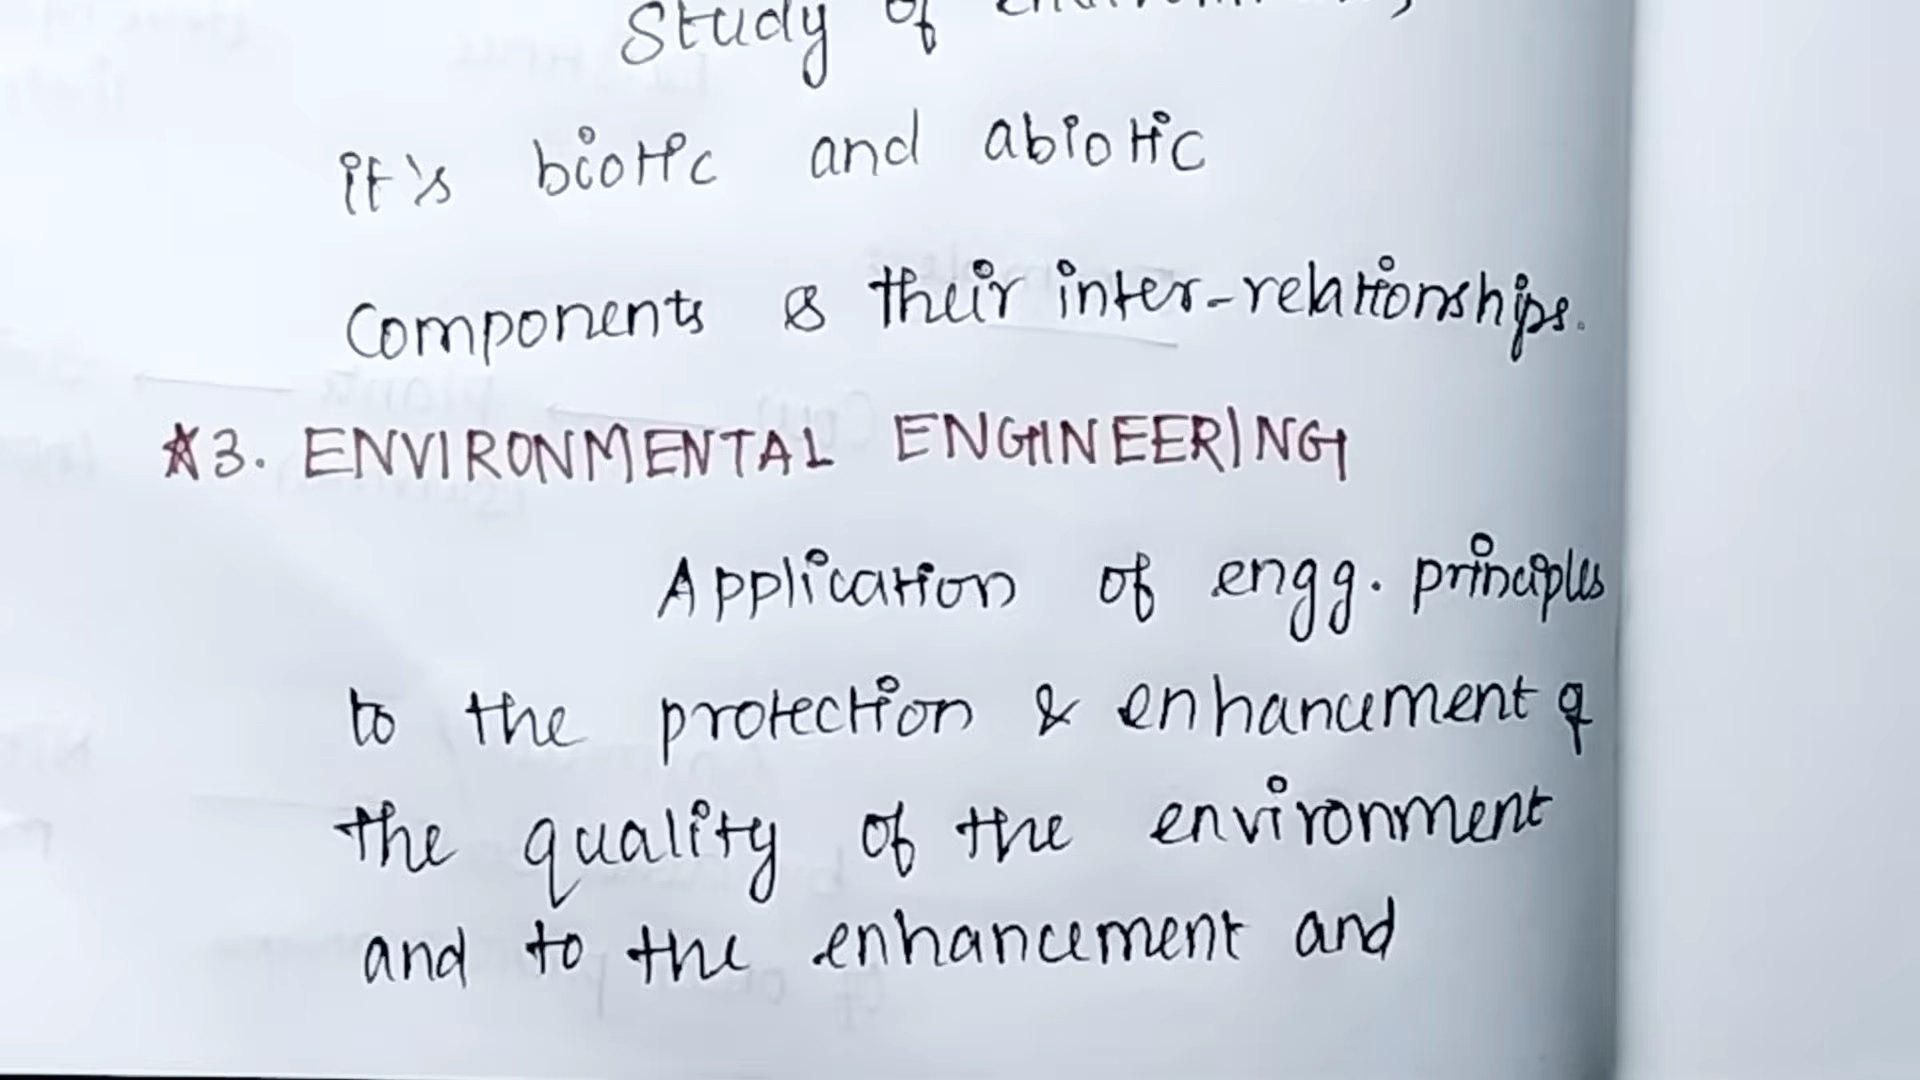 Study of
it's biotic and abiotic
Components & their inter-relationships.
★3. ENVIRONMENTAL ENGINEERING
Application of engg. principles
to the protection & enhancement of
the quality of the environment
and to the enhancement and